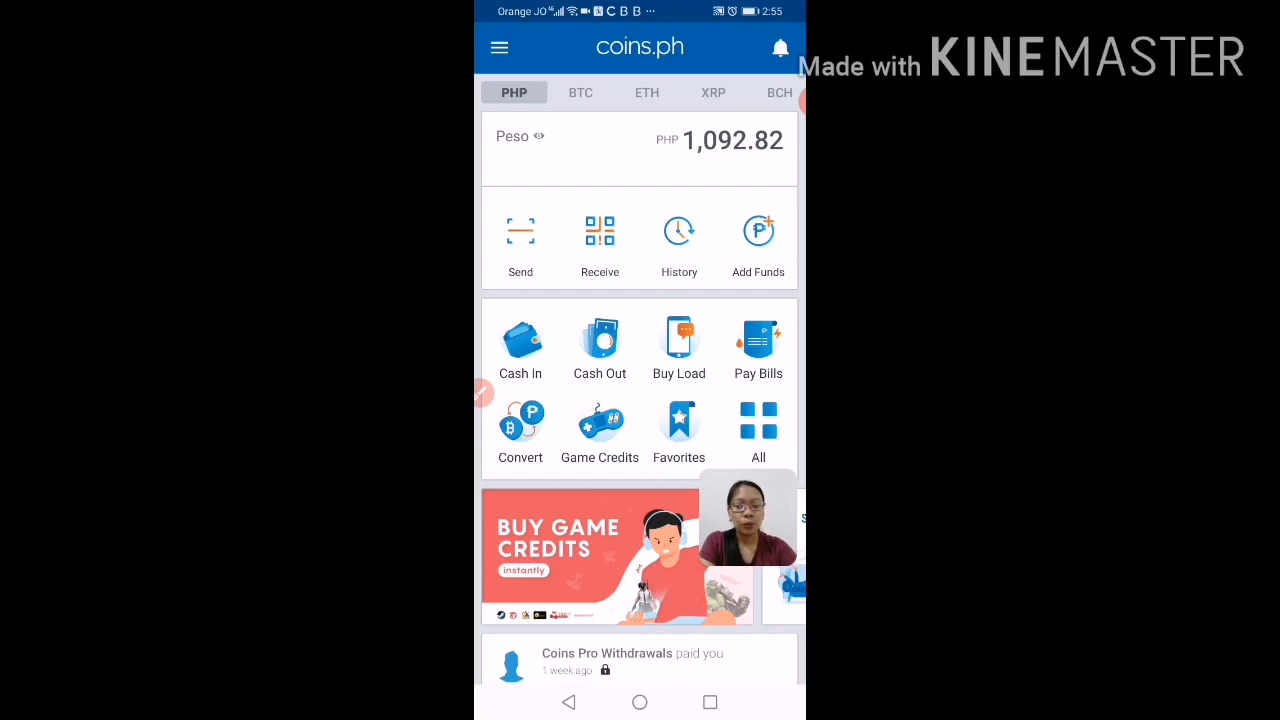 Orange JO 2:55
Made with KINEMASTER
coins.ph
PHP BTC ETH XRP BCH
Peso PHP 1,092.82
Send Receive History Add Funds
Cash In Cash Out Buy Load Pay Bills
Convert Game Credits Favorites All
BUY GAME
CREDITS
instantly
Coins Pro Withdrawals paid you
1 week ago